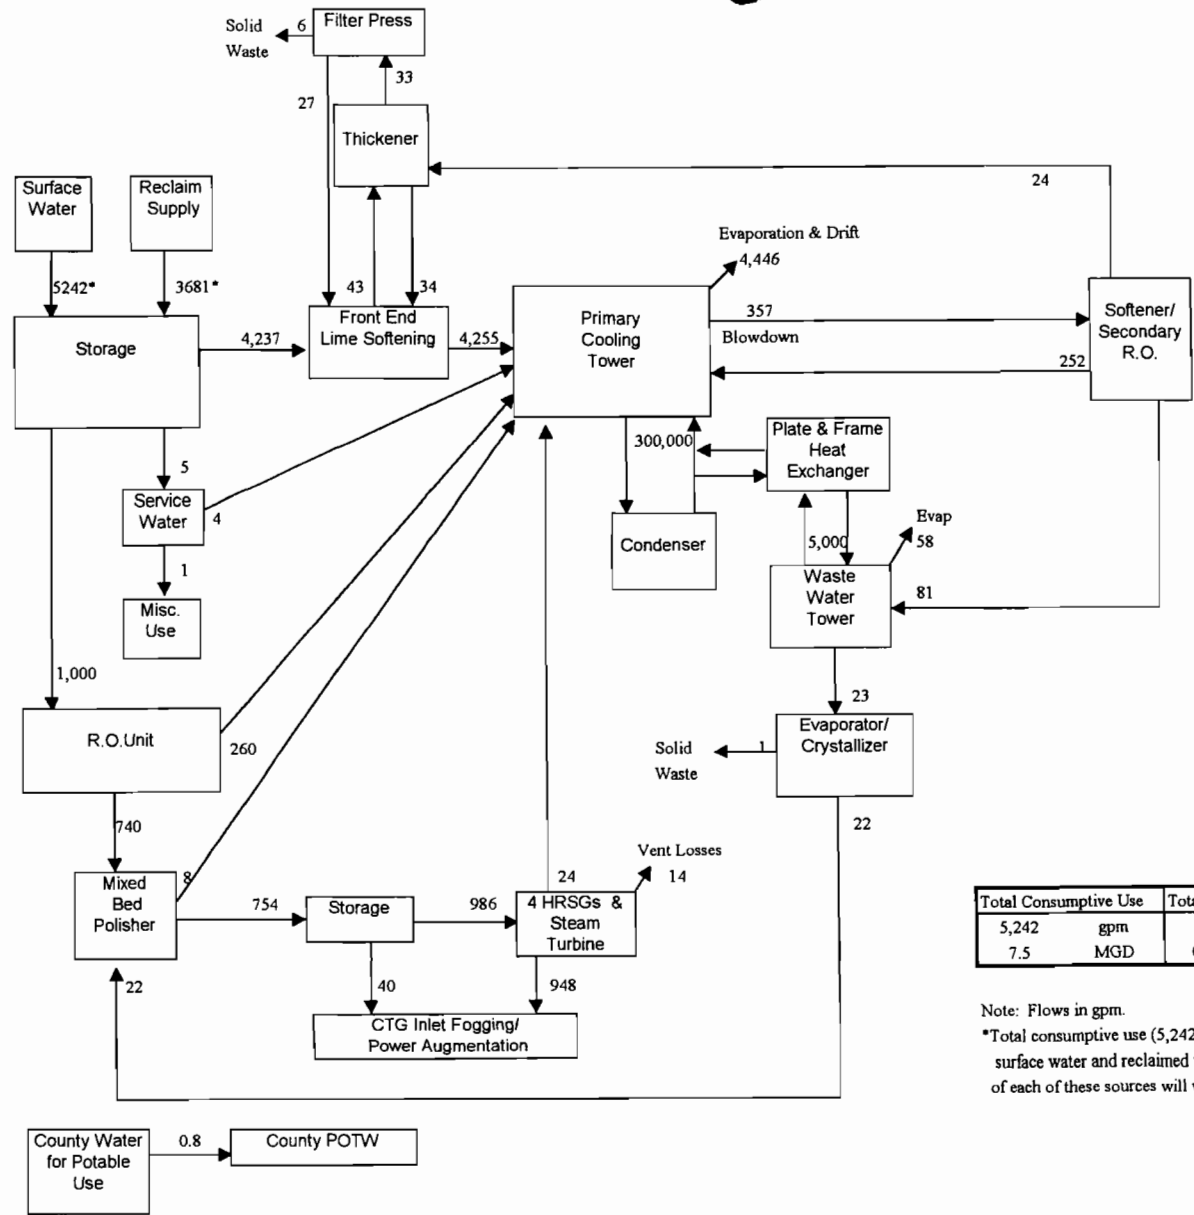 Filter Press
Solid
Waste
6
33
27
Thickener
24
Surface
Water
Reclaim
Supply
Evaporation & Drift
4,446
5242*
3681*
43
34
Storage
4,237
Front End
Lime Softening
4,255
Primary
Cooling
Tower
357
Blowdown
252
Softener/
Secondary
R.O.
300,000
Plate & Frame
Heat
Exchanger
5
Service
Water
4
Condenser
5,000
Evap
58
1
Misc.
Use
Waste
Water
Tower
81
1,000
23
R.O.Unit
260
Solid
Waste
1
Evaporator/
Crystallizer
22
740
Mixed
Bed
Polisher
8
754
Storage
986
24
4 HRSGs &
Steam
Turbine
Vent Losses
14
22
40
948
CTG Inlet Fogging/
Power Augmentation
Total Consumptive Use
5,242 gpm
7.5 MGD
Note: Flows in gpm.
*Total consumptive use (5,242
surface water and reclaimed
of each of these sources will
County Water
for Potable
Use
0.8
County POTW